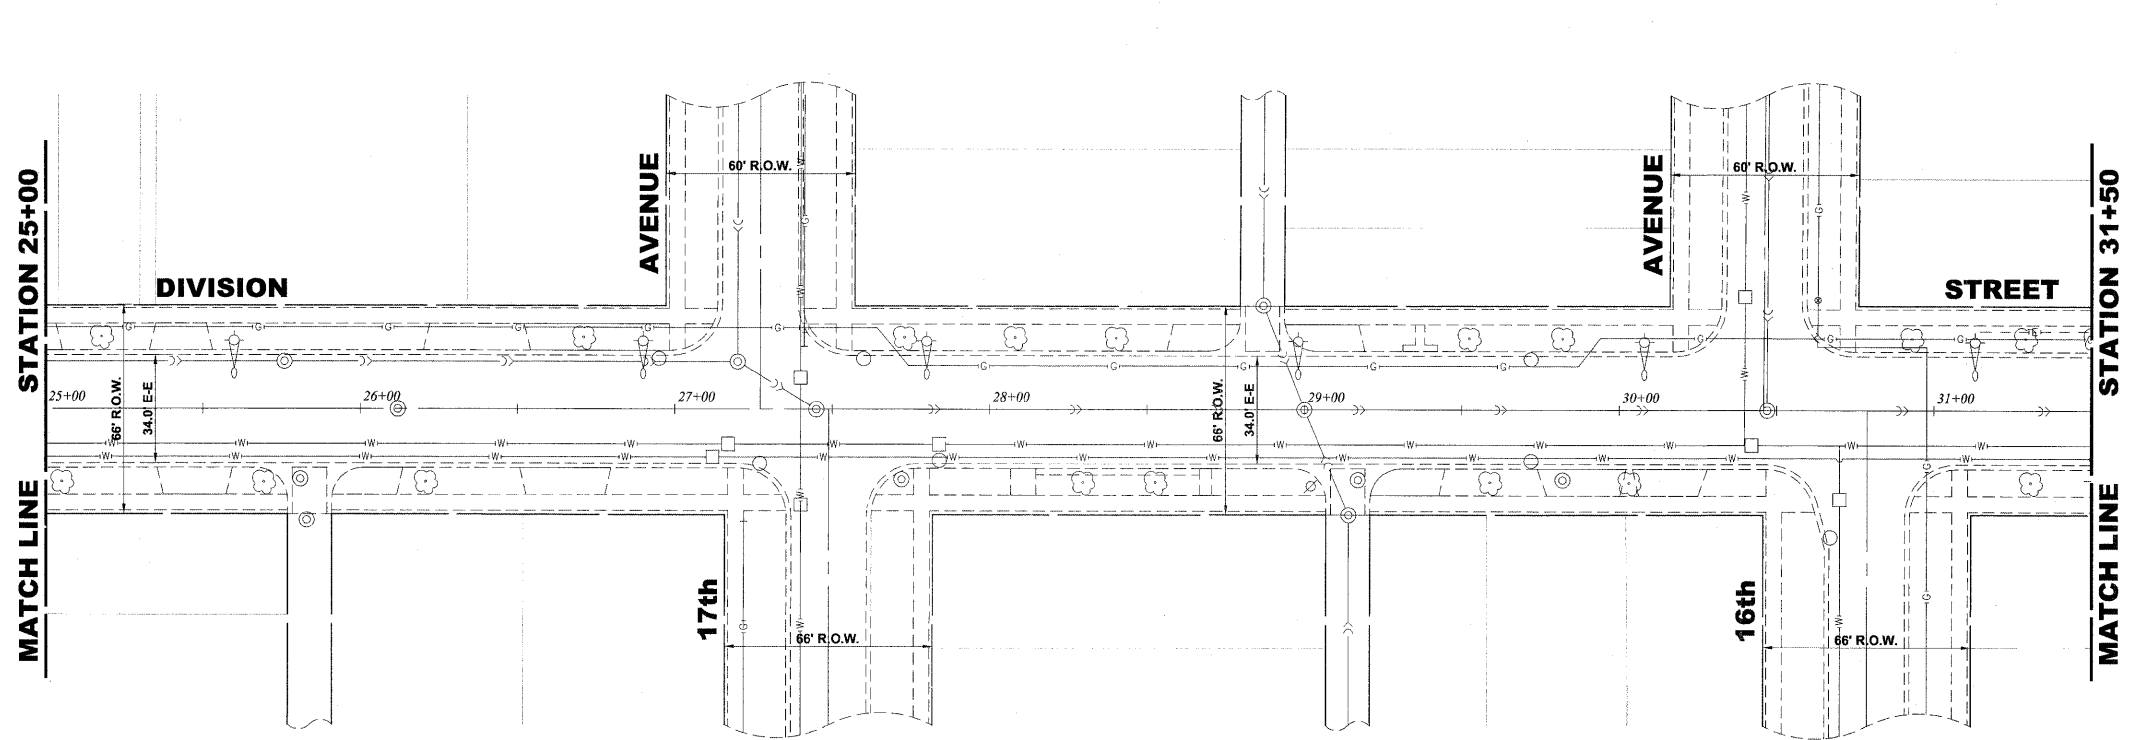 STATION 25+00
MATCH LINE
DIVISION
AVENUE
60' R.O.W.
AVENUE
60' R.O.W.
STREET
STATION 31+50
MATCH LINE
25+00
26+00
27+00
28+00
29+00
30+00
31+00
66' R.O.W.
34.0' E-E
66' R.O.W.
34.0' E-E
17th
66' R.O.W.
16th
66' R.O.W.
G G G G G G
G G G G G G G G
W W W W W W W W W W W W W
W W W W W W W W W W W W W W W